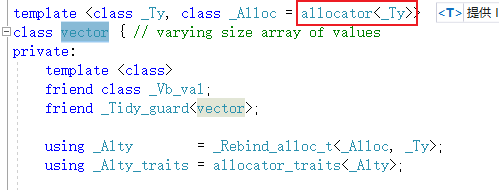 template <class _Ty, class _Alloc = allocator<_Ty>> <T> 提供
class vector { // varying size array of values
private:
    template <class>
    friend class _Vb_val;
    friend _Tidy_guard<vector>;

    using _Alty        = _Rebind_alloc_t<_Alloc, _Ty>;
    using _Alty_traits = allocator_traits<_Alty>;